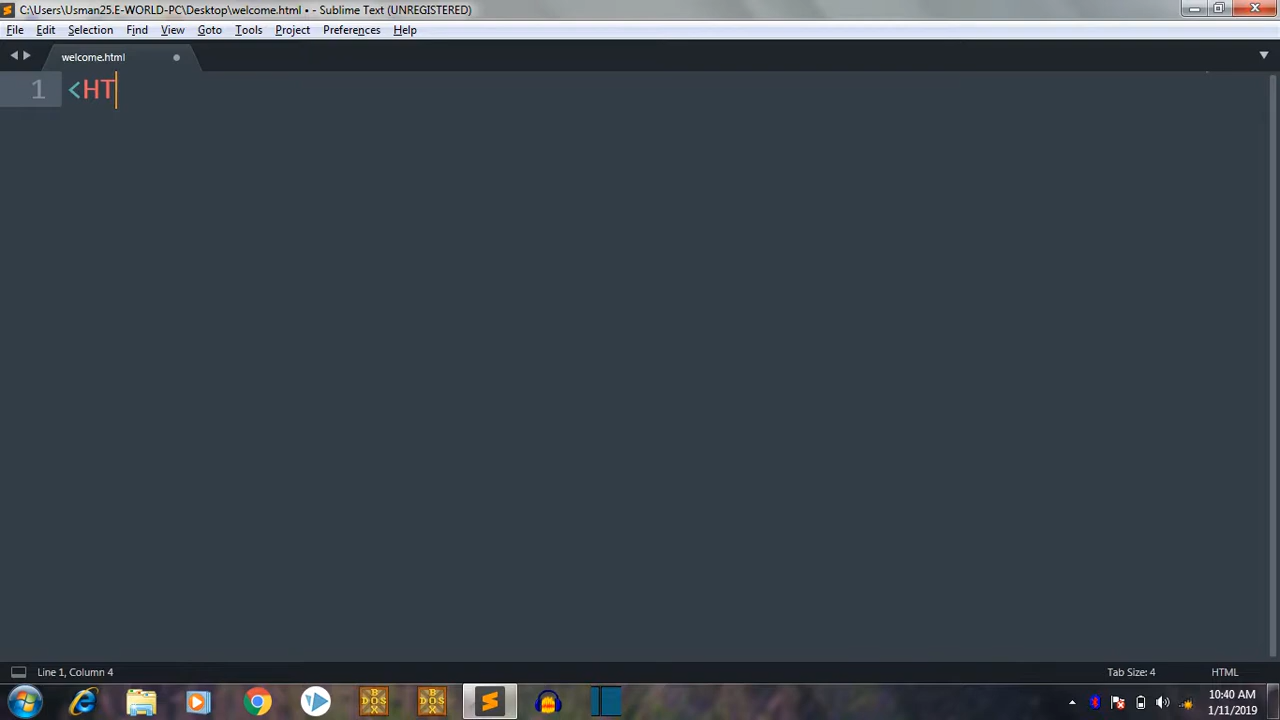 C:\Users\Usman25.E-WORLD-PC\Desktop\welcome.html • - Sublime Text (UNREGISTERED)
File Edit Selection Find View Goto Tools Project Preferences Help
welcome.html
1 <HT
Line 1, Column 4 Tab Size: 4 HTML
B
DOS
X
B
DOS
X
10:40 AM
1/11/2019